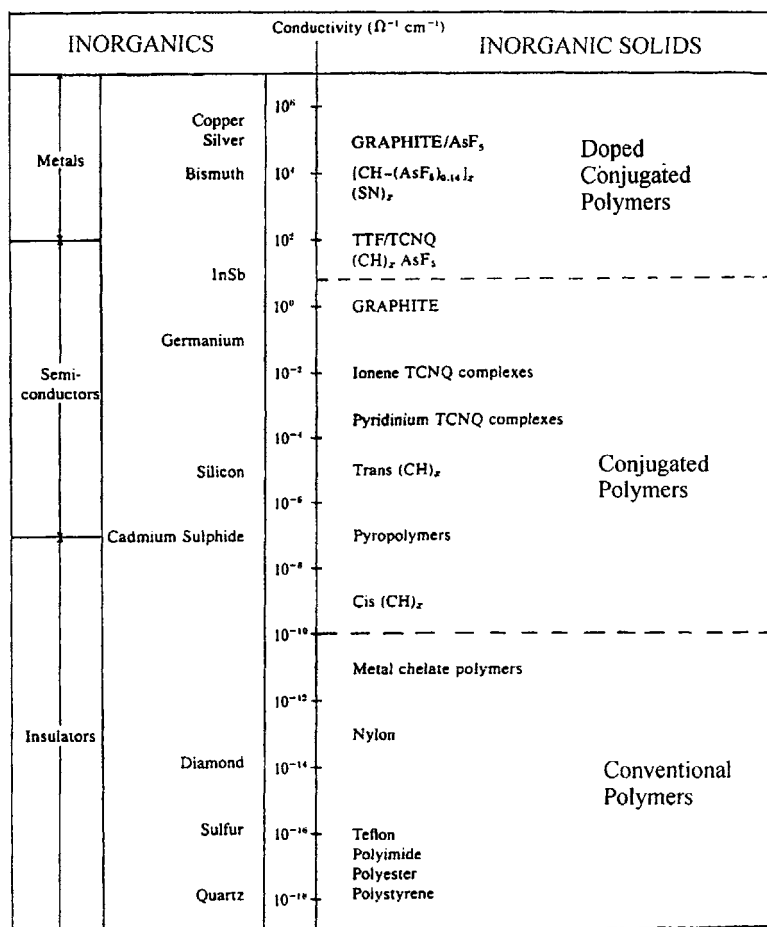 INORGANICS
Conductivity (Ω⁻¹ cm⁻¹)
INORGANIC SOLIDS
Metals
Semi-
conductors
Insulators
Copper
Silver
Bismuth
InSb
Germanium
Silicon
Cadmium Sulphide
Diamond
Sulfur
Quartz
10⁶
10⁴
10²
10⁰
10⁻²
10⁻⁴
10⁻⁶
10⁻⁸
10⁻¹⁰
10⁻¹²
10⁻¹⁴
10⁻¹⁶
10⁻¹⁸
GRAPHITE/AsF₅
[CH-(AsF₅)₀.₁₄]ₓ
(SN)ₓ
TTF/TCNQ
(CH)ₓ AsF₅
GRAPHITE
Ionene TCNQ complexes
Pyridinium TCNQ complexes
Trans (CH)ₓ
Pyropolymers
Cis (CH)ₓ
Metal chelate polymers
Nylon
Teflon
Polyimide
Polyester
Polystyrene
Doped
Conjugated
Polymers
Conjugated
Polymers
Conventional
Polymers